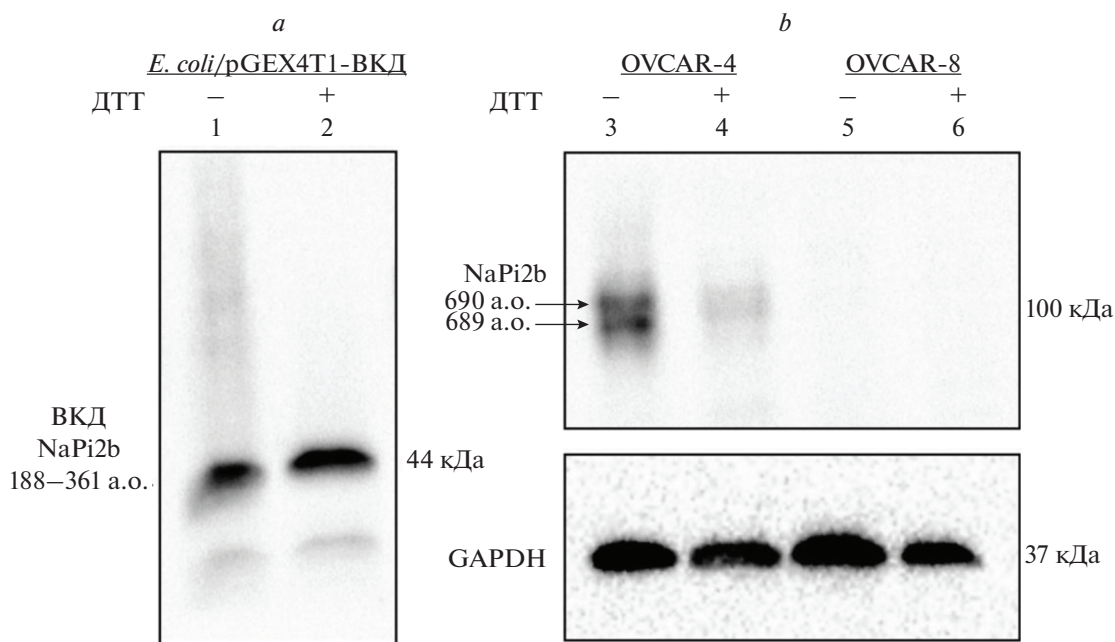 a
E. coli/pGEX4T1-ВКД
ДТТ − +
1 2
ВКД
NaPi2b
188–361 а.о.
44 кДа
b
OVCAR-4 OVCAR-8
ДТТ − + − +
3 4 5 6
NaPi2b
690 а.о.
689 а.о.
100 кДа
GAPDH
37 кДа